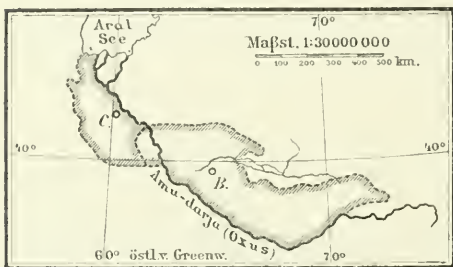 70°
Aral
See
Maßst. 1:30000000
0 100 200 300 400 500 km.
C.
40°
40°
B.
Amu-darja (Oxus)
60° östl. v. Greenw.
70°